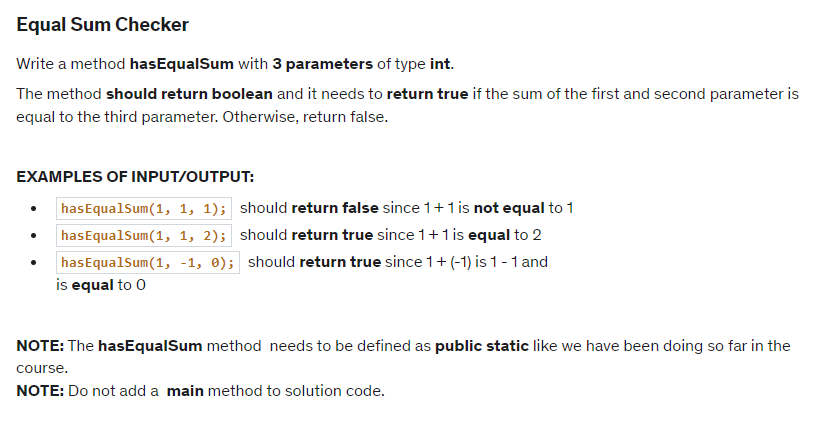 Equal Sum Checker
Write a method hasEqualSum with 3 parameters of type int.
The method should return boolean and it needs to return true if the sum of the first and second parameter is
equal to the third parameter. Otherwise, return false.
EXAMPLES OF INPUT/OUTPUT:
• hasEqualSum(1, 1, 1); should return false since 1 + 1 is not equal to 1
• hasEqualSum(1, 1, 2); should return true since 1 + 1 is equal to 2
• hasEqualSum(1, -1, 0); should return true since 1 + (-1) is 1 - 1 and
is equal to 0
NOTE: The hasEqualSum method needs to be defined as public static like we have been doing so far in the
course.
NOTE: Do not add a main method to solution code.